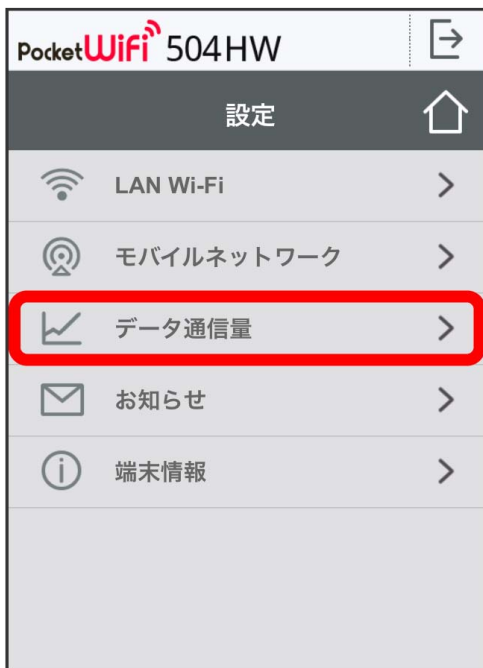 PocketWiFi 504HW
設定
LAN Wi-Fi
モバイルネットワーク
データ通信量
お知らせ
端末情報